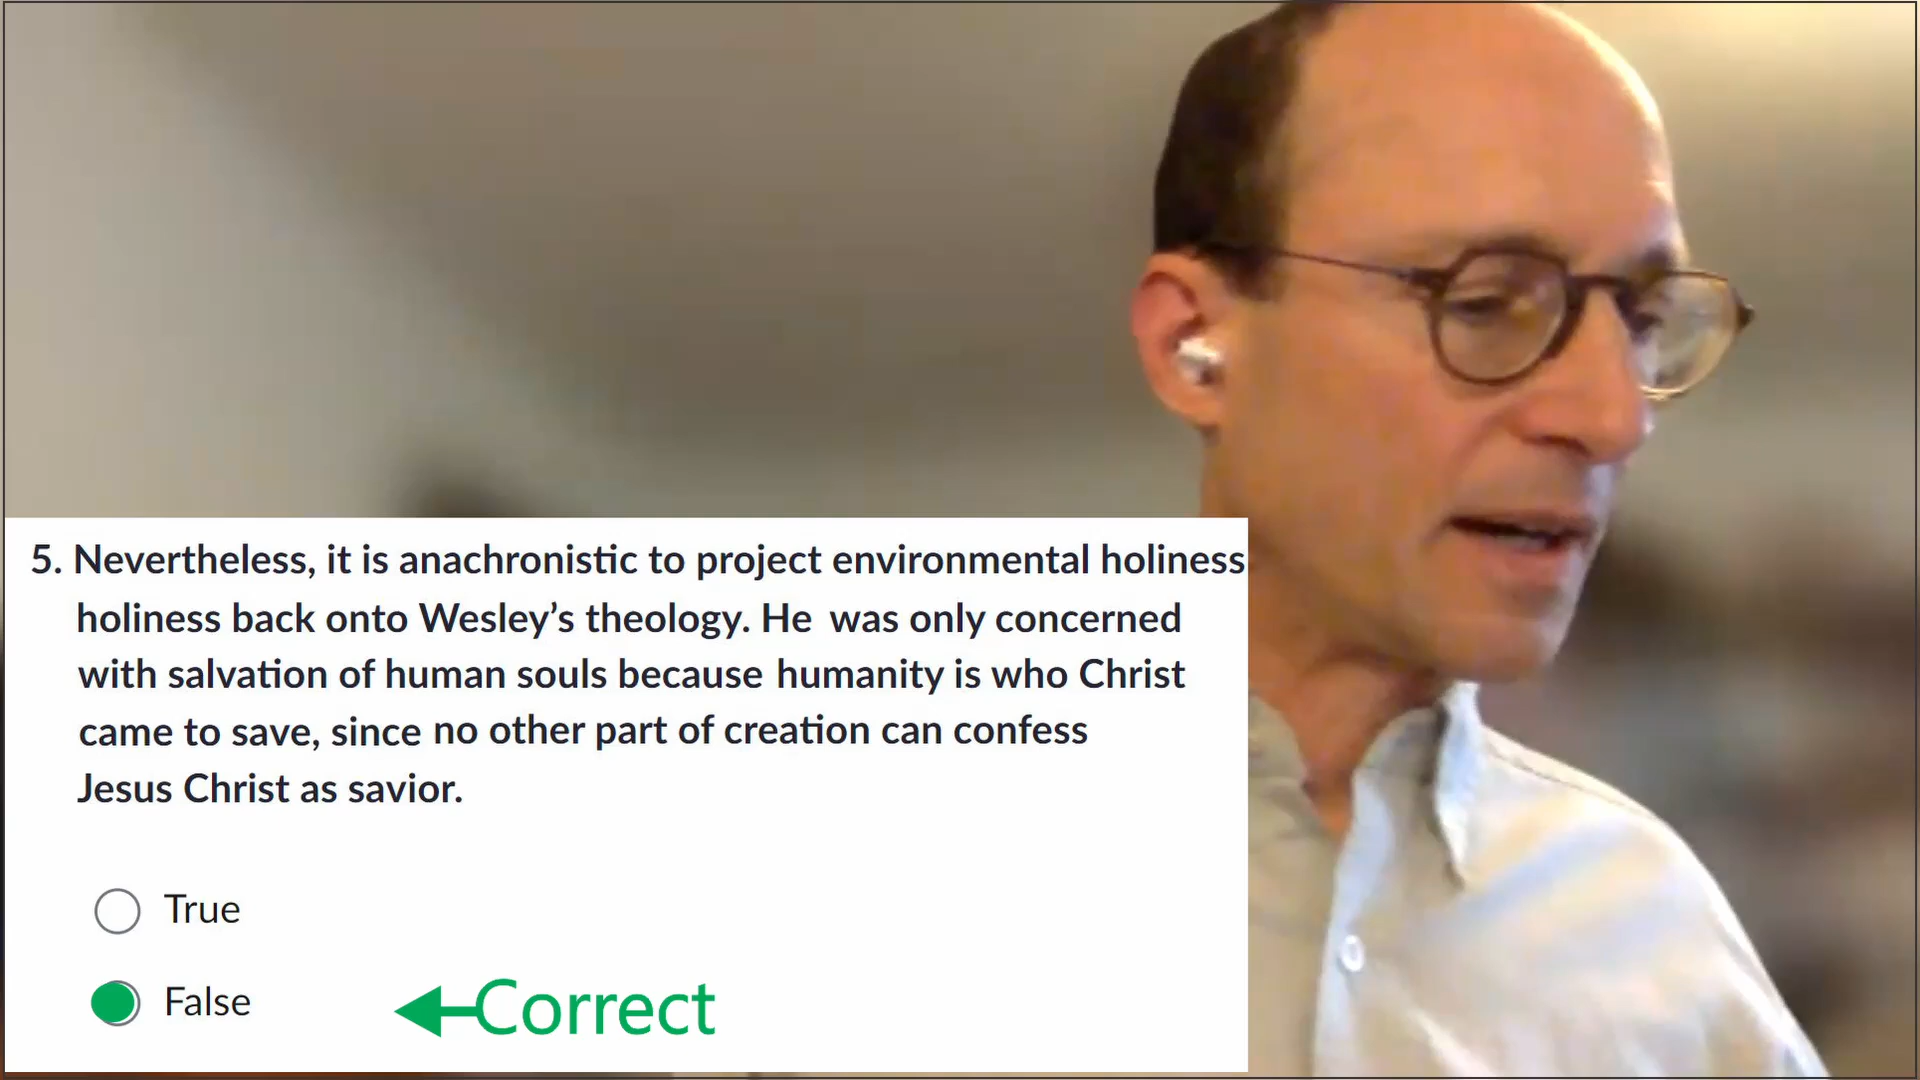 5. Nevertheless, it is anachronistic to project environmental holiness
holiness back onto Wesley's theology. He was only concerned
with salvation of human souls because humanity is who Christ
came to save, since no other part of creation can confess
Jesus Christ as savior.
True
False
Correct